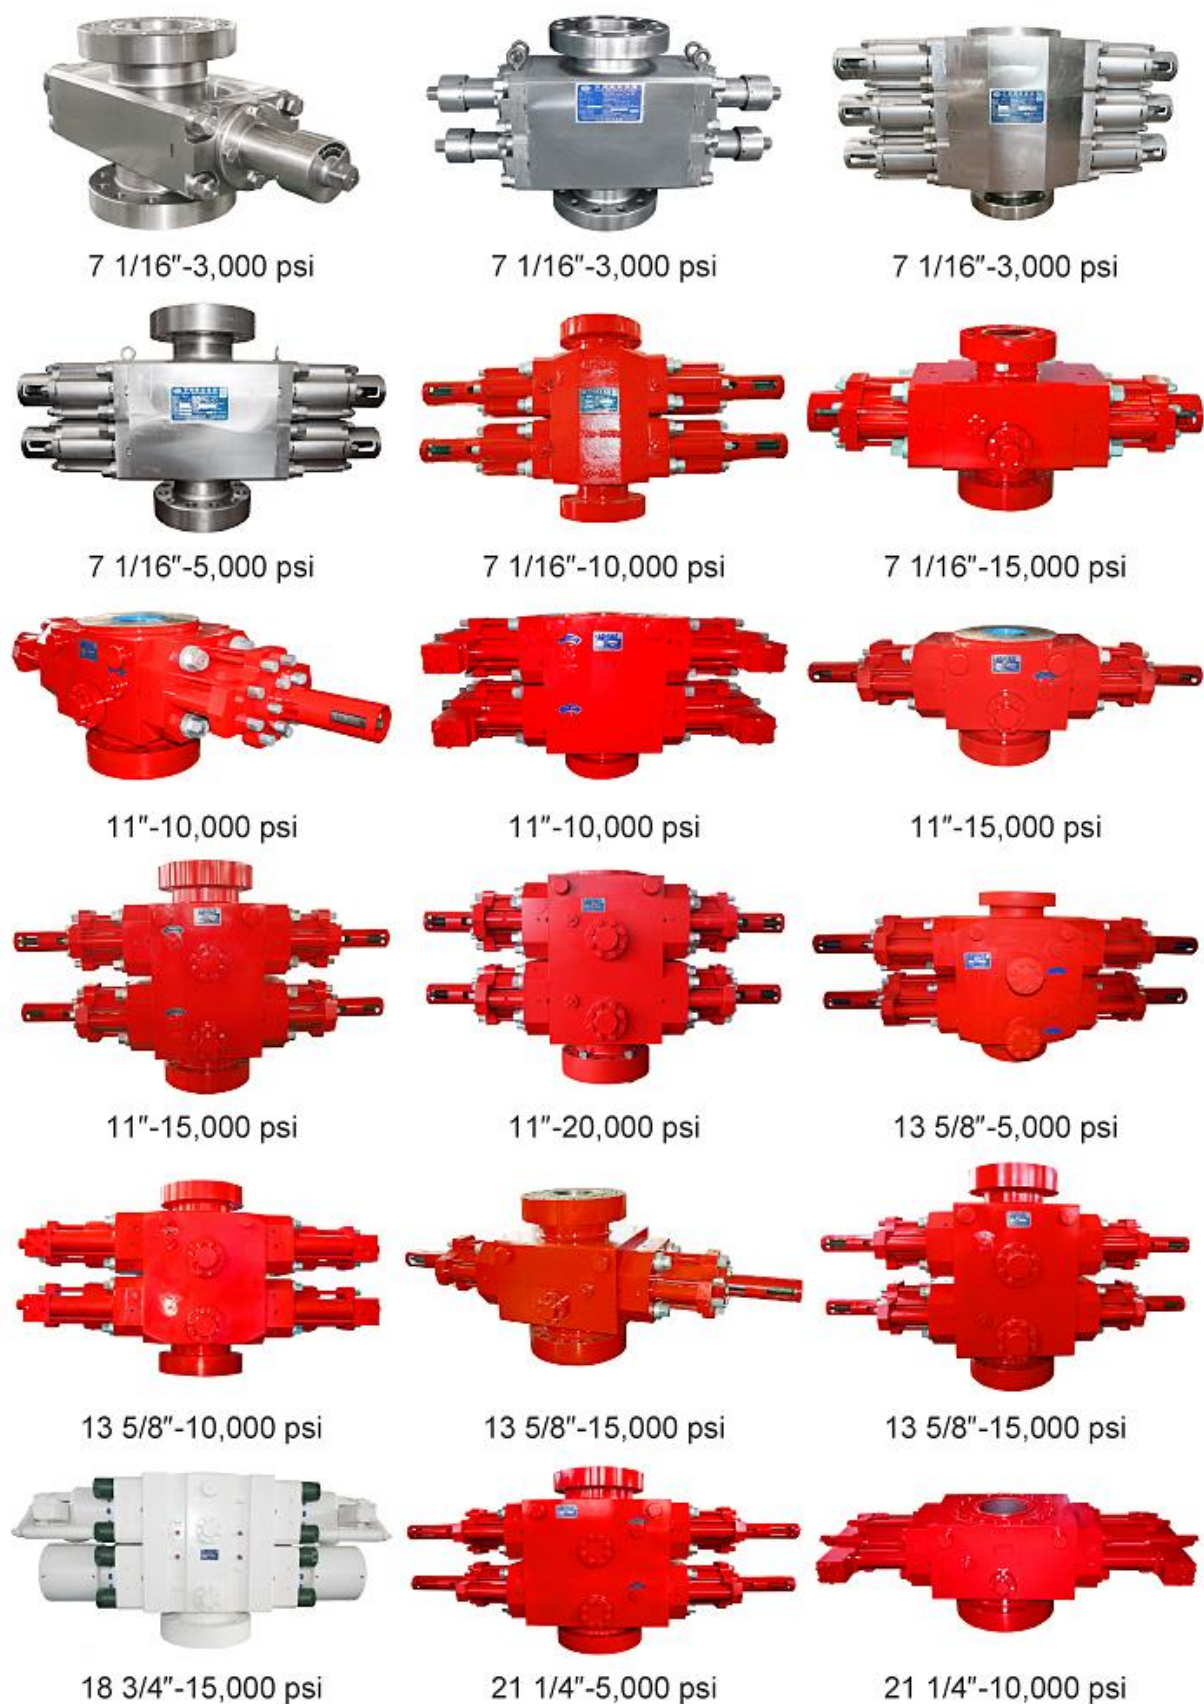 7 1/16″-3,000 psi
7 1/16″-3,000 psi
7 1/16″-3,000 psi
7 1/16″-5,000 psi
7 1/16″-10,000 psi
7 1/16″-15,000 psi
11″-10,000 psi
11″-10,000 psi
11″-15,000 psi
11″-15,000 psi
11″-20,000 psi
13 5/8″-5,000 psi
13 5/8″-10,000 psi
13 5/8″-15,000 psi
13 5/8″-15,000 psi
18 3/4″-15,000 psi
21 1/4″-5,000 psi
21 1/4″-10,000 psi